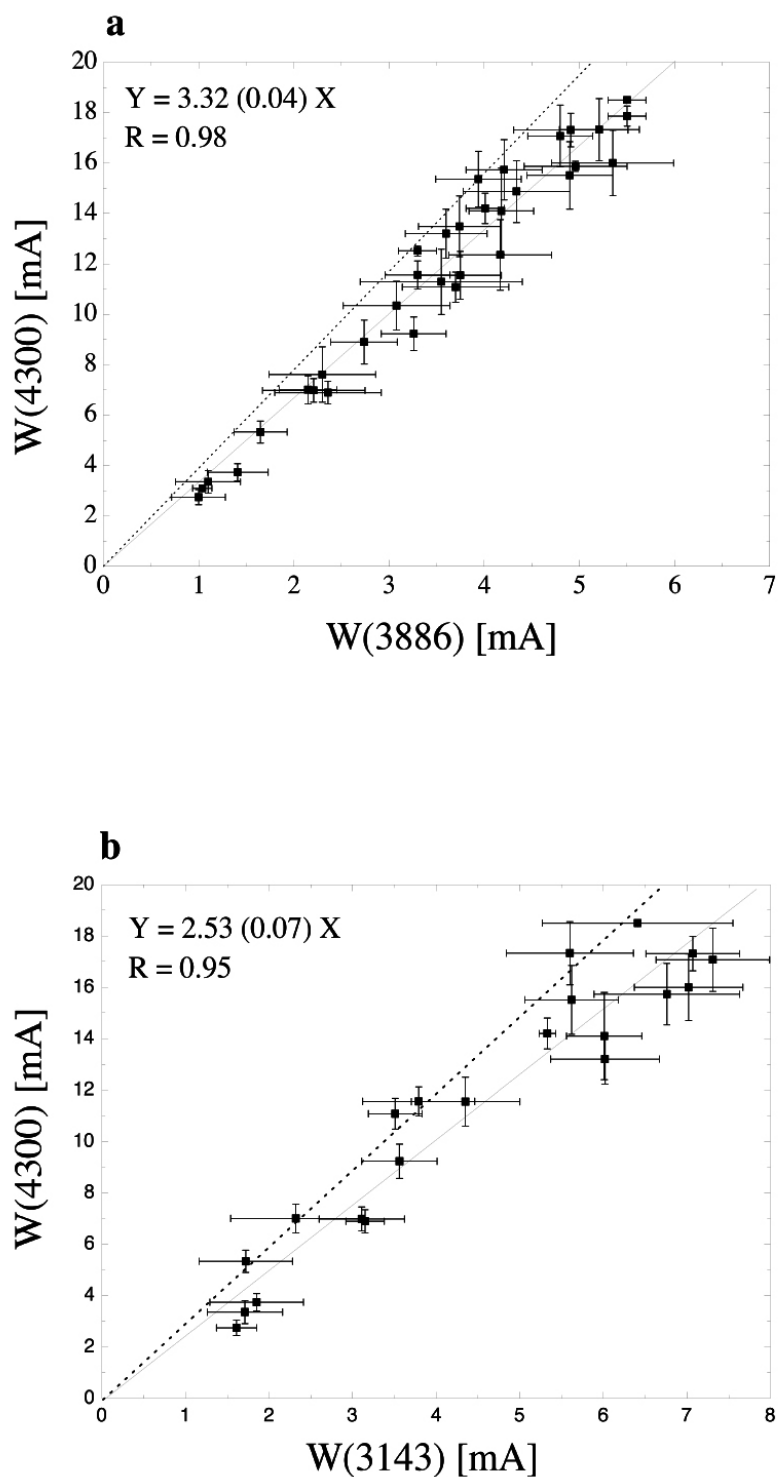 a
Y = 3.32 (0.04) X
R = 0.98
20
18
16
14
12
10
8
6
4
2
0
W(4300) [mA]
0 1 2 3 4 5 6 7
W(3886) [mA]
b
Y = 2.53 (0.07) X
R = 0.95
20
18
16
14
12
10
8
6
4
2
0
W(4300) [mA]
0 1 2 3 4 5 6 7 8
W(3143) [mA]